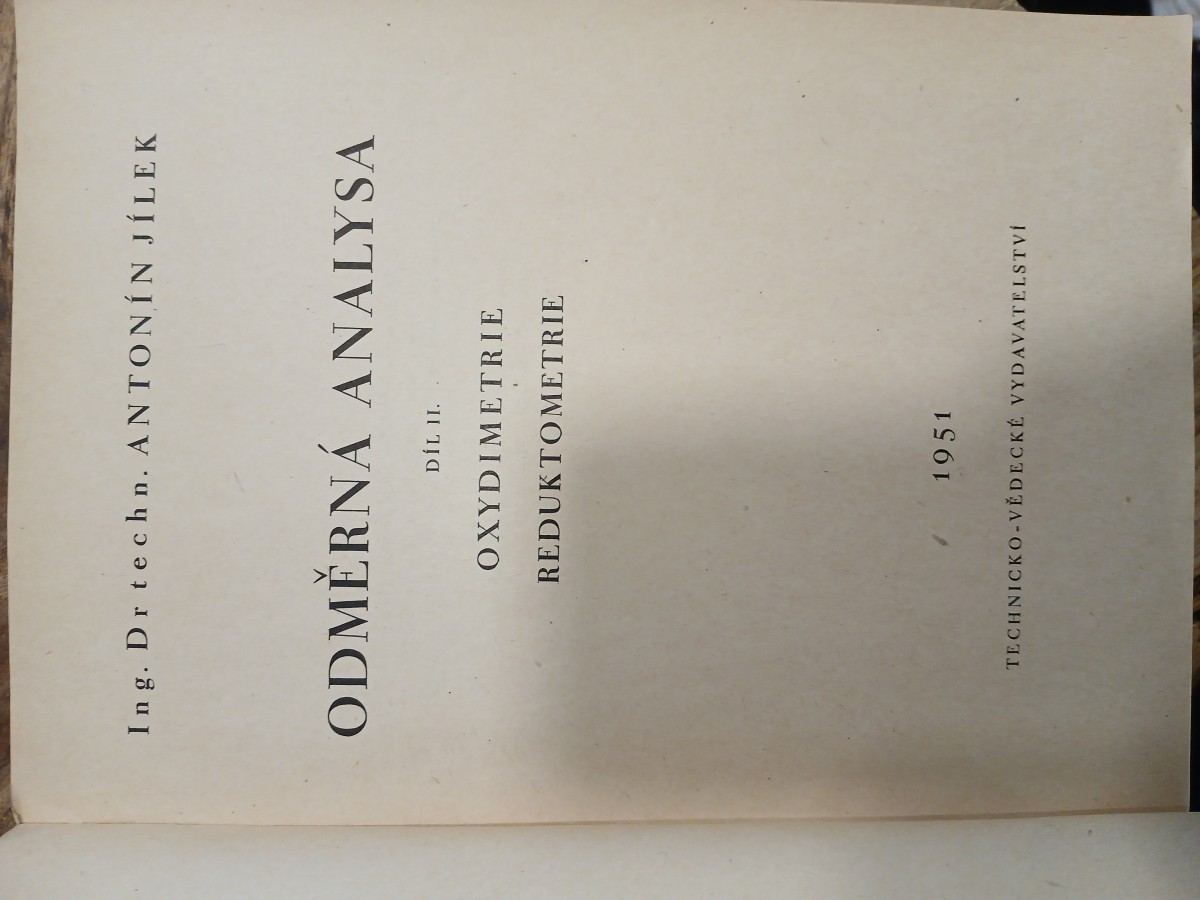 Ing. Dr techn. ANTONÍN JÍLEK
ODMĚRNÁ ANALYSA
DÍL II.
OXYDIMETRIE
REDUKTOMETRIE
1951
TECHNICKO-VĚDECKÉ VYDAVATELSTVÍ